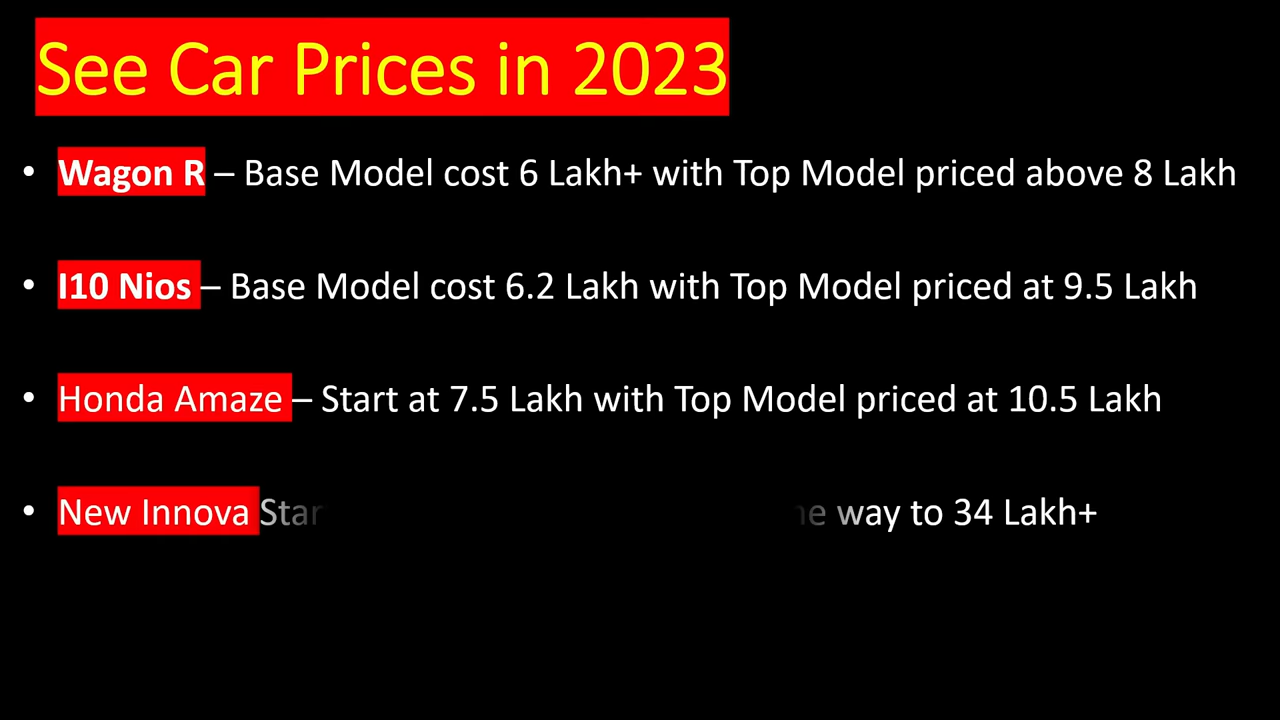 See Car Prices in 2023
• Wagon R – Base Model cost 6 Lakh+ with Top Model priced above 8 Lakh
• I10 Nios – Base Model cost 6.2 Lakh with Top Model priced at 9.5 Lakh
• Honda Amaze – Start at 7.5 Lakh with Top Model priced at 10.5 Lakh
• New Innova way to 34 Lakh+